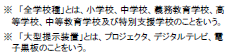 ※ 「全学校種」とは、小学校、中学校、義務教育学校、高
等学校、中等教育学校及び特別支援学校のことをいう。
※ 「大型提示装置」とは、プロジェクタ、デジタルテレビ、電
子黒板のことをいう。